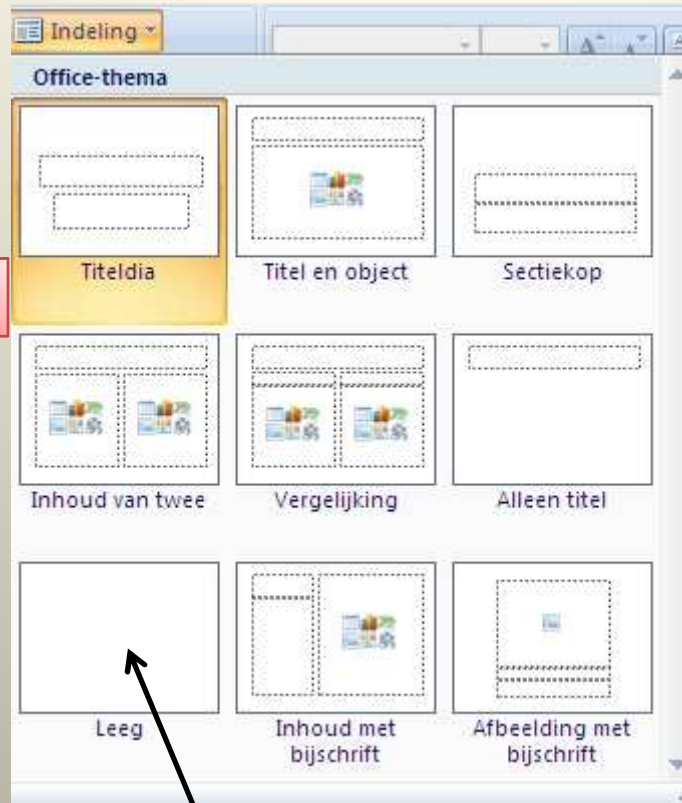 Indeling
Office-thema
Titeldia
Titel en object
Sectiekop
Inhoud van twee
Vergelijking
Alleen titel
Leeg
Inhoud met
bijschrift
Afbeelding met
bijschrift